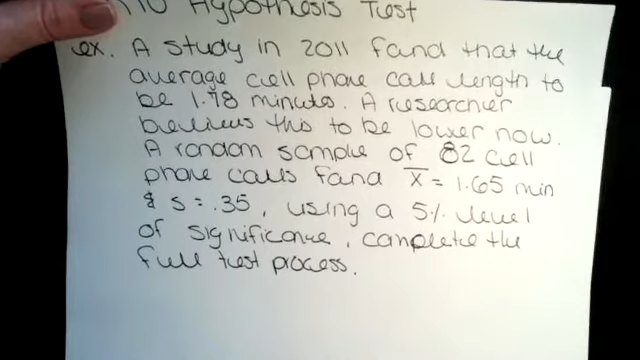 Hypothesis Test
ex. A study in 2011 found that the
average cell phone call length to
be 1.78 minutes. A researcher
believes this to be lower now.
A random sample of 82 cell
phone calls found x̅ = 1.65 min
& s = .35, using a 5% level
of significance, complete the
full test process.